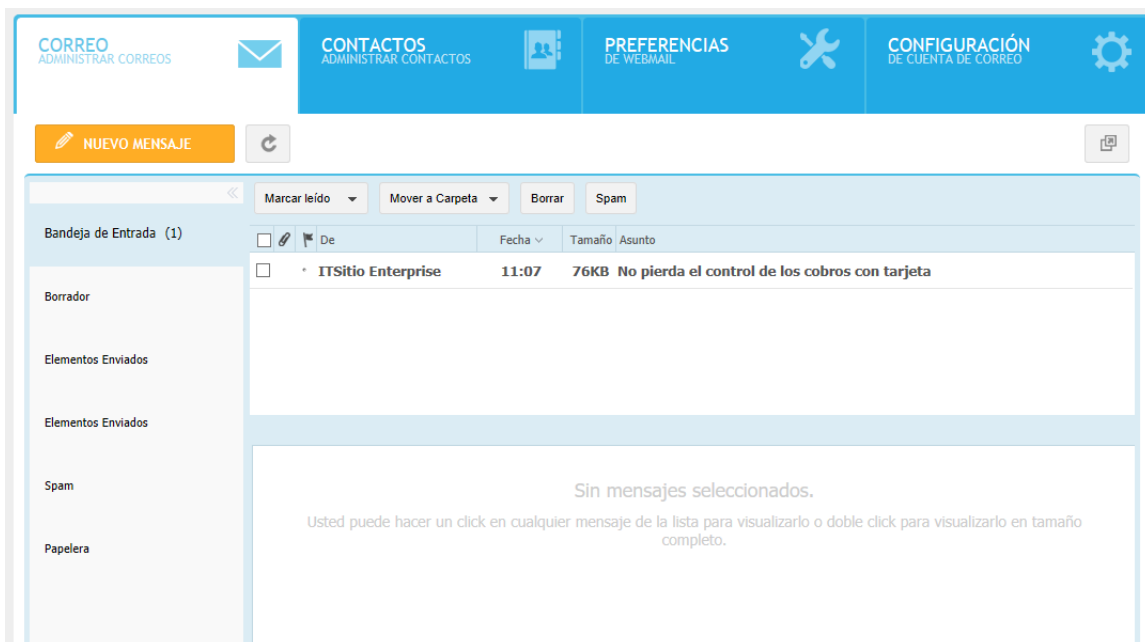 CORREO
ADMINISTRAR CORREOS
CONTACTOS
ADMINISTRAR CONTACTOS
PREFERENCIAS
DE WEBMAIL
CONFIGURACIÓN
DE CUENTA DE CORREO
NUEVO MENSAJE
Marcar leído Mover a Carpeta Borrar Spam
Bandeja de Entrada (1)
De Fecha Tamaño Asunto
ITSitio Enterprise 11:07 76KB No pierda el control de los cobros con tarjeta
Borrador
Elementos Enviados
Elementos Enviados
Spam
Papelera
Sin mensajes seleccionados.
Usted puede hacer un click en cualquier mensaje de la lista para visualizarlo o doble click para visualizarlo en tamaño
completo.